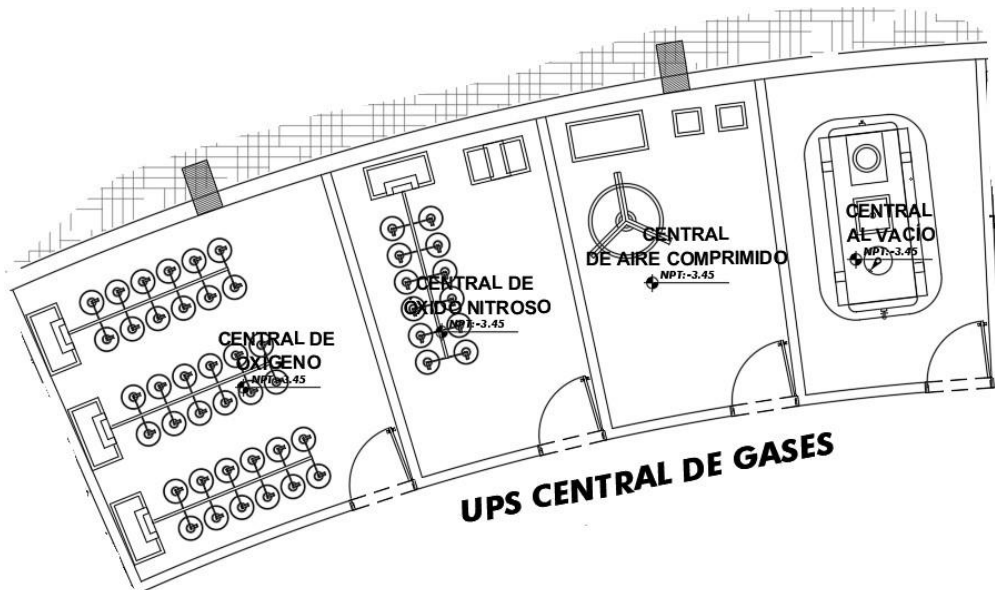 CENTRAL DE
OXIGENO
NPT:-3.45
CENTRAL DE
OXIDO NITROSO
NPT:-3.45
CENTRAL
DE AIRE COMPRIMIDO
NPT:-3.45
CENTRAL
AL VACIO
NPT:-3.45
UPS CENTRAL DE GASES